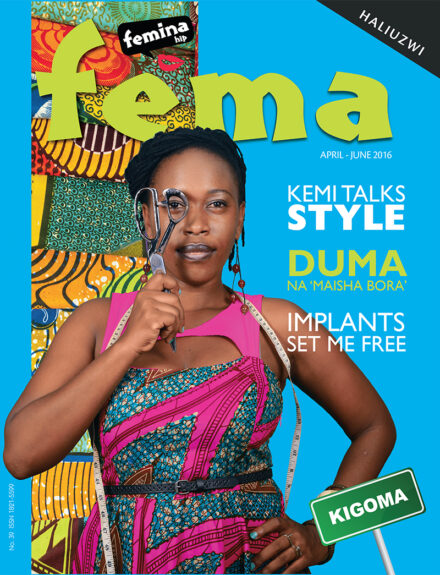 HALIUZWI
femina
hip
fema
APRIL - JUNE 2016
KEMI TALKS
STYLE
DUMA
NA 'MAISHA BORA'
IMPLANTS
SET ME FREE
KIGOMA
No. 39 ISSN 1821-5599